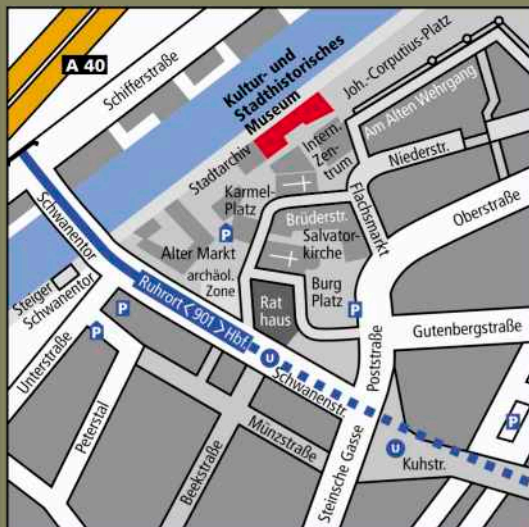 A 40
Schifferstraße
Kultur- und
Stadthistorisches
Museum
Joh.-Corputius-Platz
Am Alten Wehrgang
Stadtarchiv
Intern.
Zen-
trum
Niederstr.
Karmel-
Platz
Flachsmarkt
Oberstraße
Schwanentor
P
Brüderstr.
Salvator-
kirche
Alter Markt
archäol.
Zone
Steiger
Schwanentor
Rat
haus
Burg
Platz
P
P
Ruhrort <901> Hbf.
Gutenbergstraße
Unterstraße
P
U
Schwanenstr.
Poststraße
Peterstal
Münzstraße
Beekstraße
Steinsche Gasse
U
Kuhstr.
P